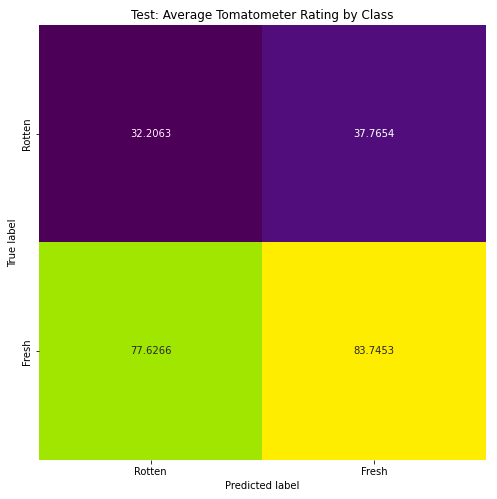 Test: Average Tomatometer Rating by Class
True label
Rotten
32.2063 37.7654
Fresh
77.6266 83.7453
Rotten Fresh
Predicted label